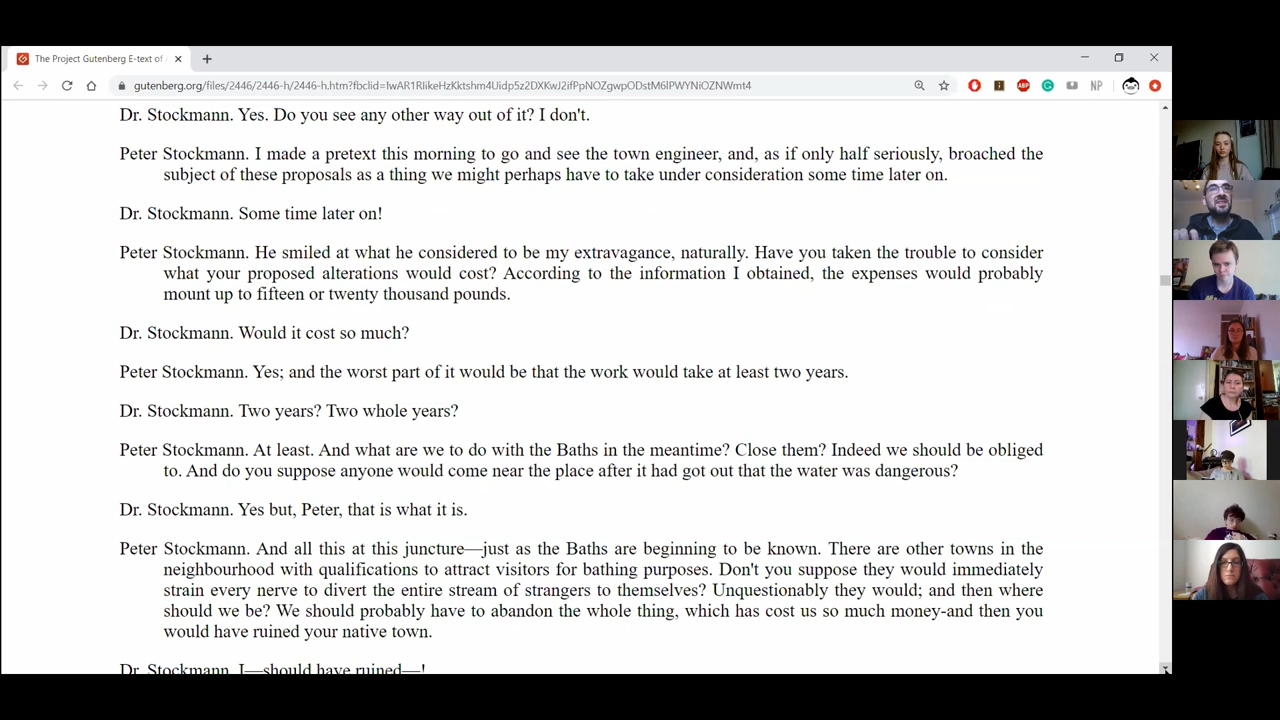 The Project Gutenberg E-text of
gutenberg.org/files/2446/2446-h/2446-h.htm?fbclid=IwAR1RIikeHzKktshm4Uidp5z2DXKwJ2ifPpNOZgwpODstM6lPWYNiOZNWmt4
ABP
NP
Dr. Stockmann. Yes. Do you see any other way out of it? I don't.
Peter Stockmann. I made a pretext this morning to go and see the town engineer, and, as if only half seriously, broached the
subject of these proposals as a thing we might perhaps have to take under consideration some time later on.
Dr. Stockmann. Some time later on!
Peter Stockmann. He smiled at what he considered to be my extravagance, naturally. Have you taken the trouble to consider
what your proposed alterations would cost? According to the information I obtained, the expenses would probably
mount up to fifteen or twenty thousand pounds.
Dr. Stockmann. Would it cost so much?
Peter Stockmann. Yes; and the worst part of it would be that the work would take at least two years.
Dr. Stockmann. Two years? Two whole years?
Peter Stockmann. At least. And what are we to do with the Baths in the meantime? Close them? Indeed we should be obliged
to. And do you suppose anyone would come near the place after it had got out that the water was dangerous?
Dr. Stockmann. Yes but, Peter, that is what it is.
Peter Stockmann. And all this at this juncture—just as the Baths are beginning to be known. There are other towns in the
neighbourhood with qualifications to attract visitors for bathing purposes. Don't you suppose they would immediately
strain every nerve to divert the entire stream of strangers to themselves? Unquestionably they would; and then where
should we be? We should probably have to abandon the whole thing, which has cost us so much money-and then you
would have ruined your native town.
Dr. Stockmann. I—should have ruined—!